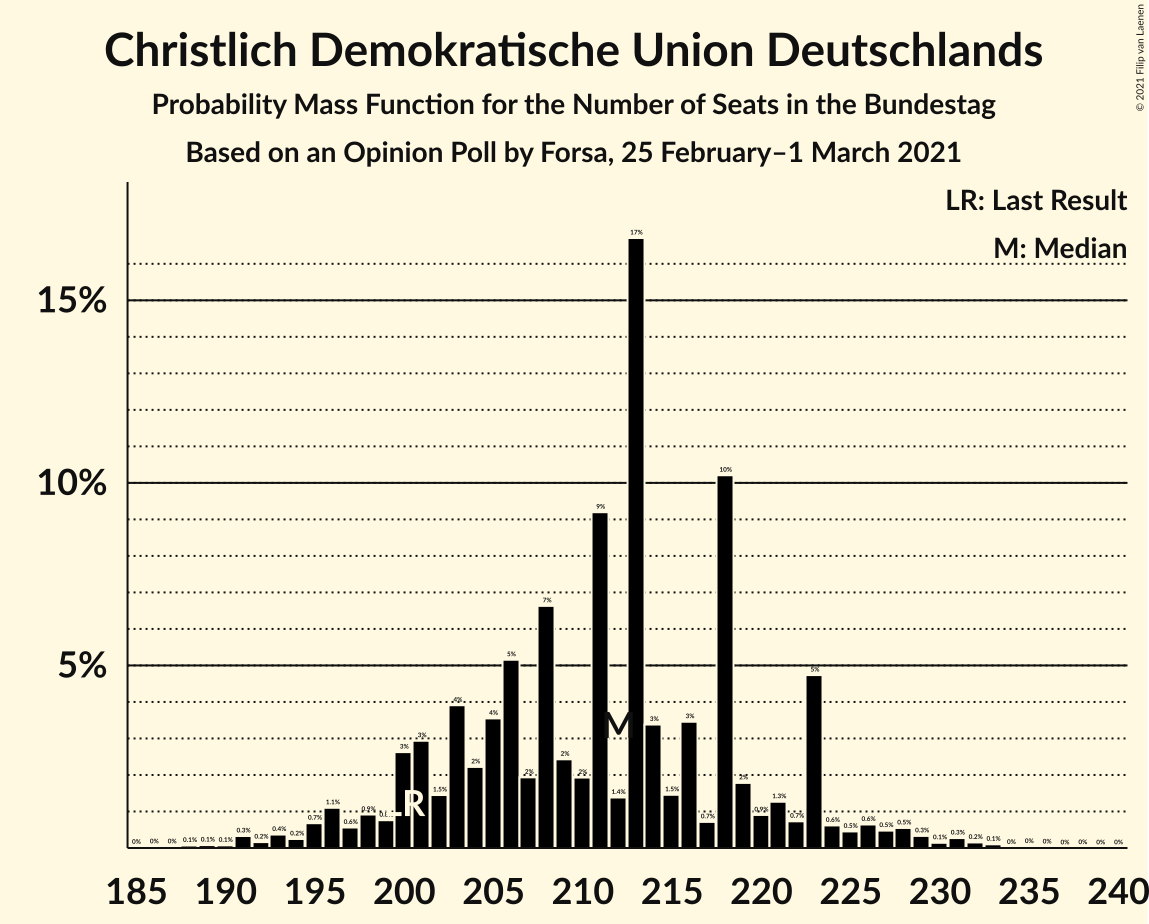 Christlich Demokratische Union Deutschlands
Probability Mass Function for the Number of Seats in the Bundestag
Based on an Opinion Poll by Forsa, 25 February–1 March 2021
© 2021 Filip van Laenen
LR: Last Result
M: Median
15%
10%
5%
0% 0% 0% 0.1% 0.1% 0.1% 0.3% 0.2% 0.4% 0.2% 0.7% 1.1% 0.6% 0.9% 3% 3% 1.5% 4% 2% 4% 5% 2% 7% 2% 2% 9% 1.4% 17% 3% 1.5% 3% 0.7% 10% 2% 0.9% 1.3% 0.7% 5% 0.6% 0.5% 0.6% 0.5% 0.5% 0.3% 0.1% 0.3% 0.2% 0.1% 0% 0% 0% 0% 0% 0% 0%
LR
M
185 190 195 200 205 210 215 220 225 230 235 240